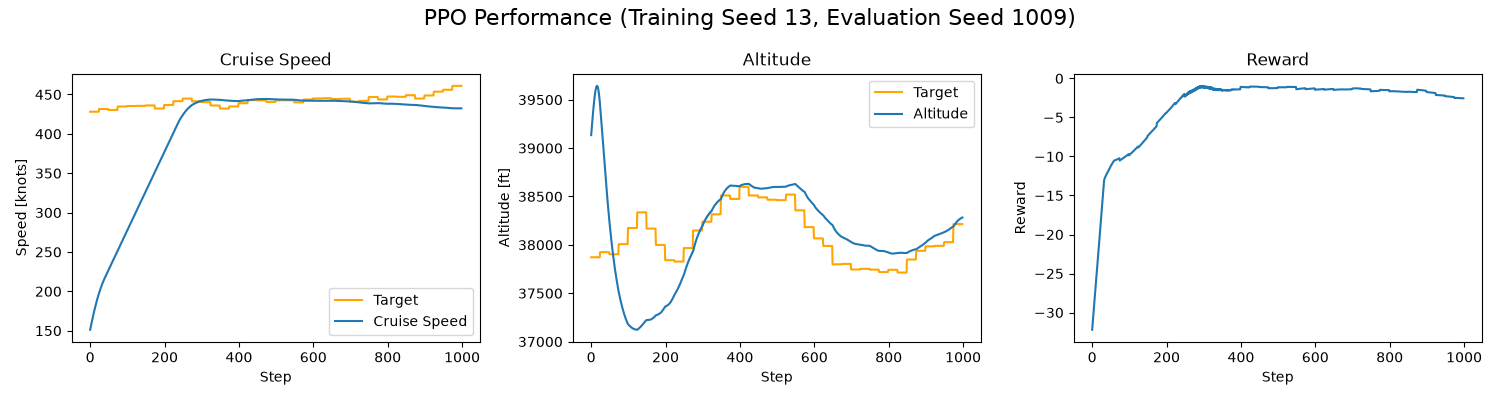 PPO Performance (Training Seed 13, Evaluation Seed 1009)
Cruise Speed
Speed [knots]
450
400
350
300
250
200
150
Target
Cruise Speed
0 200 400 600 800 1000
Step
Altitude
Altitude [ft]
39500
39000
38500
38000
37500
37000
Target
Altitude
0 200 400 600 800 1000
Step
Reward
Reward
0
−5
−10
−15
−20
−25
−30
0 200 400 600 800 1000
Step